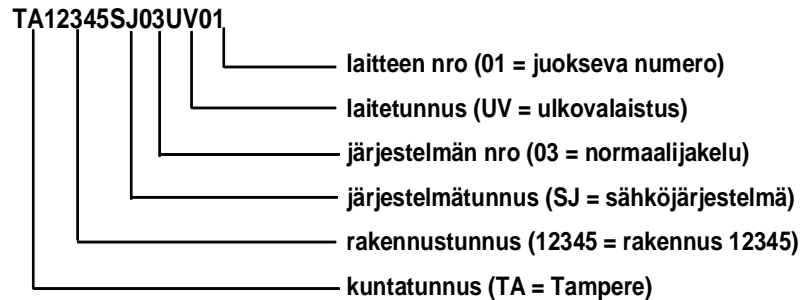 TA12345SJ03UV01
laitteen nro (01 = juokseva numero)
laitetunnus (UV = ulkovalaistus)
järjestelmän nro (03 = normaalijakelu)
järjestelmätunnus (SJ = sähköjärjestelmä)
rakennustunnus (12345 = rakennus 12345)
kuntatunnus (TA = Tampere)